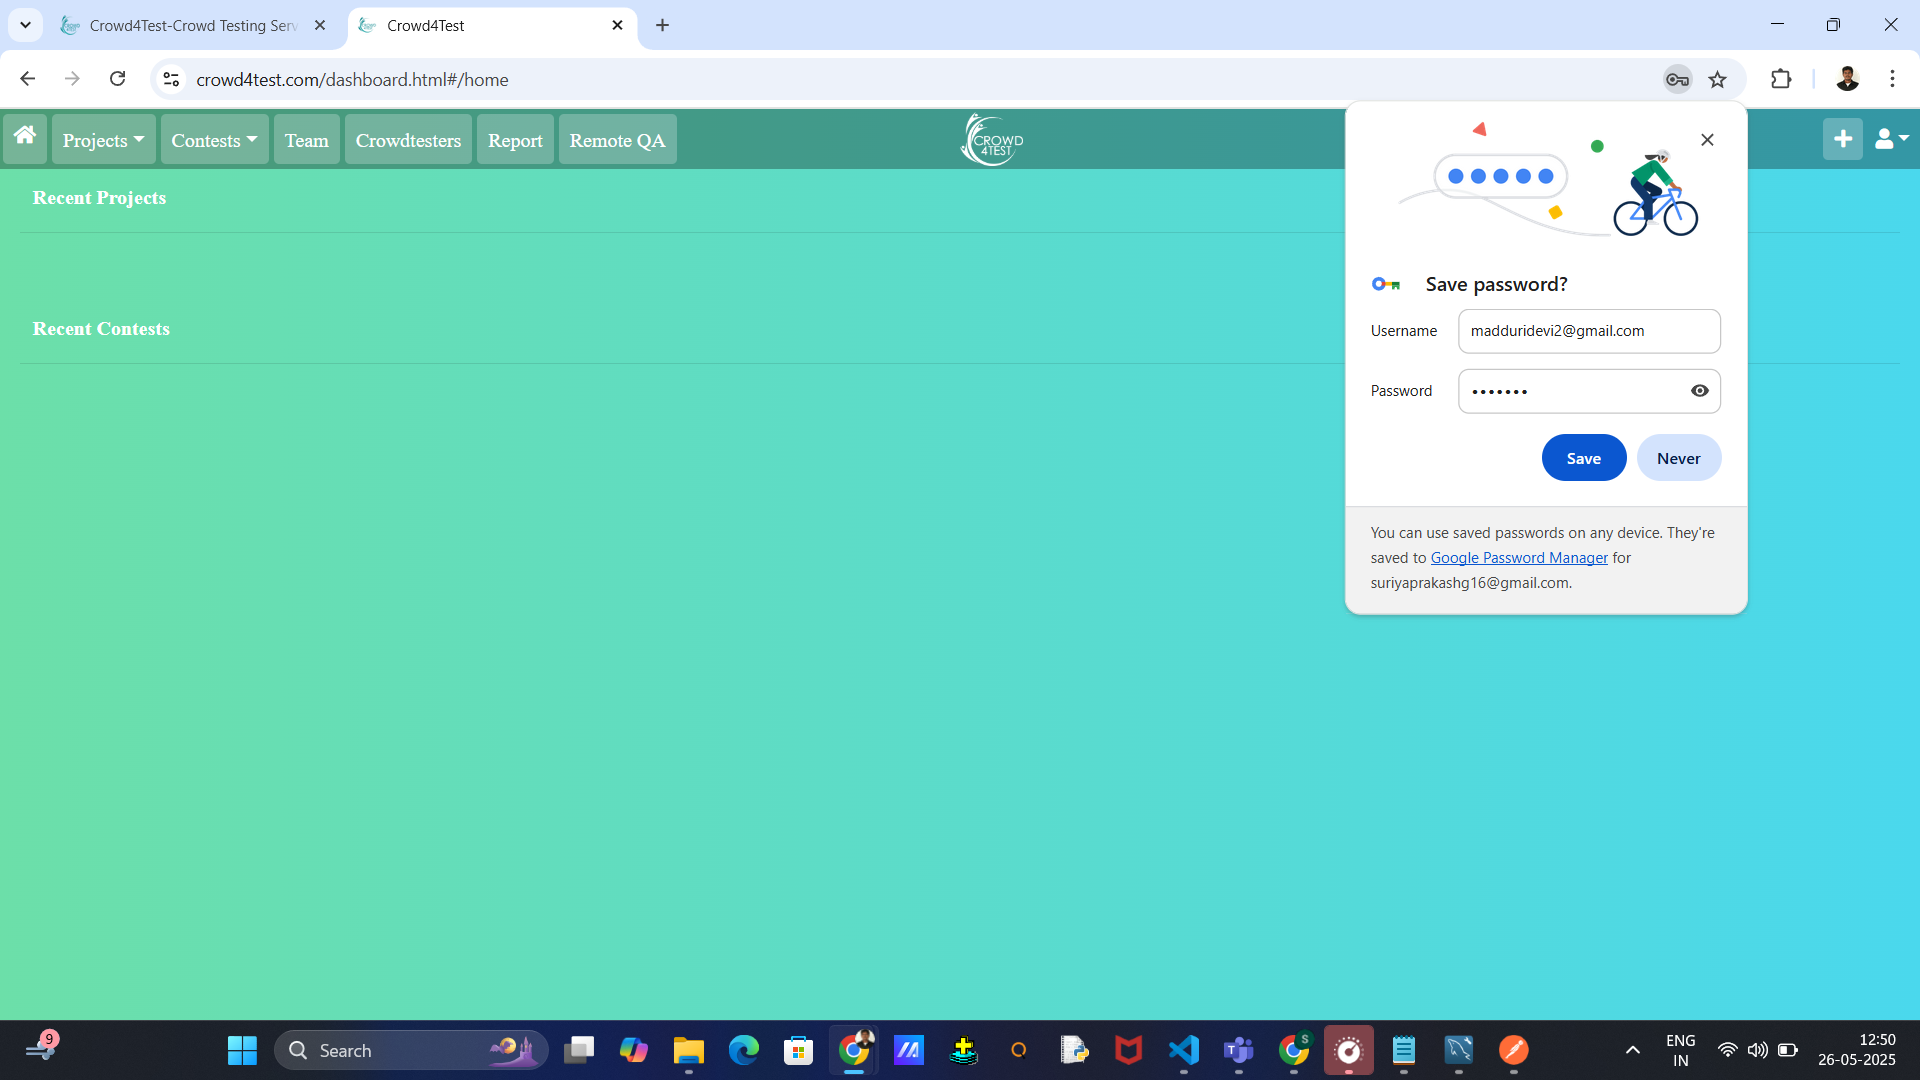 Crowd4Test-Crowd Testing Serv
Crowd4Test
crowd4test.com/dashboard.html#/home
Projects
Contests
Team
Crowdtesters
Report
Remote QA
CROWD
4TEST
Recent Projects
Recent Contests
Save password?
Username
madduridevi2@gmail.com
Password
•••••••
Save
Never
You can use saved passwords on any device. They're
saved to Google Password Manager for
suriyaprakashg16@gmail.com.
9
Search
S
ENG
IN
12:50
26-05-2025